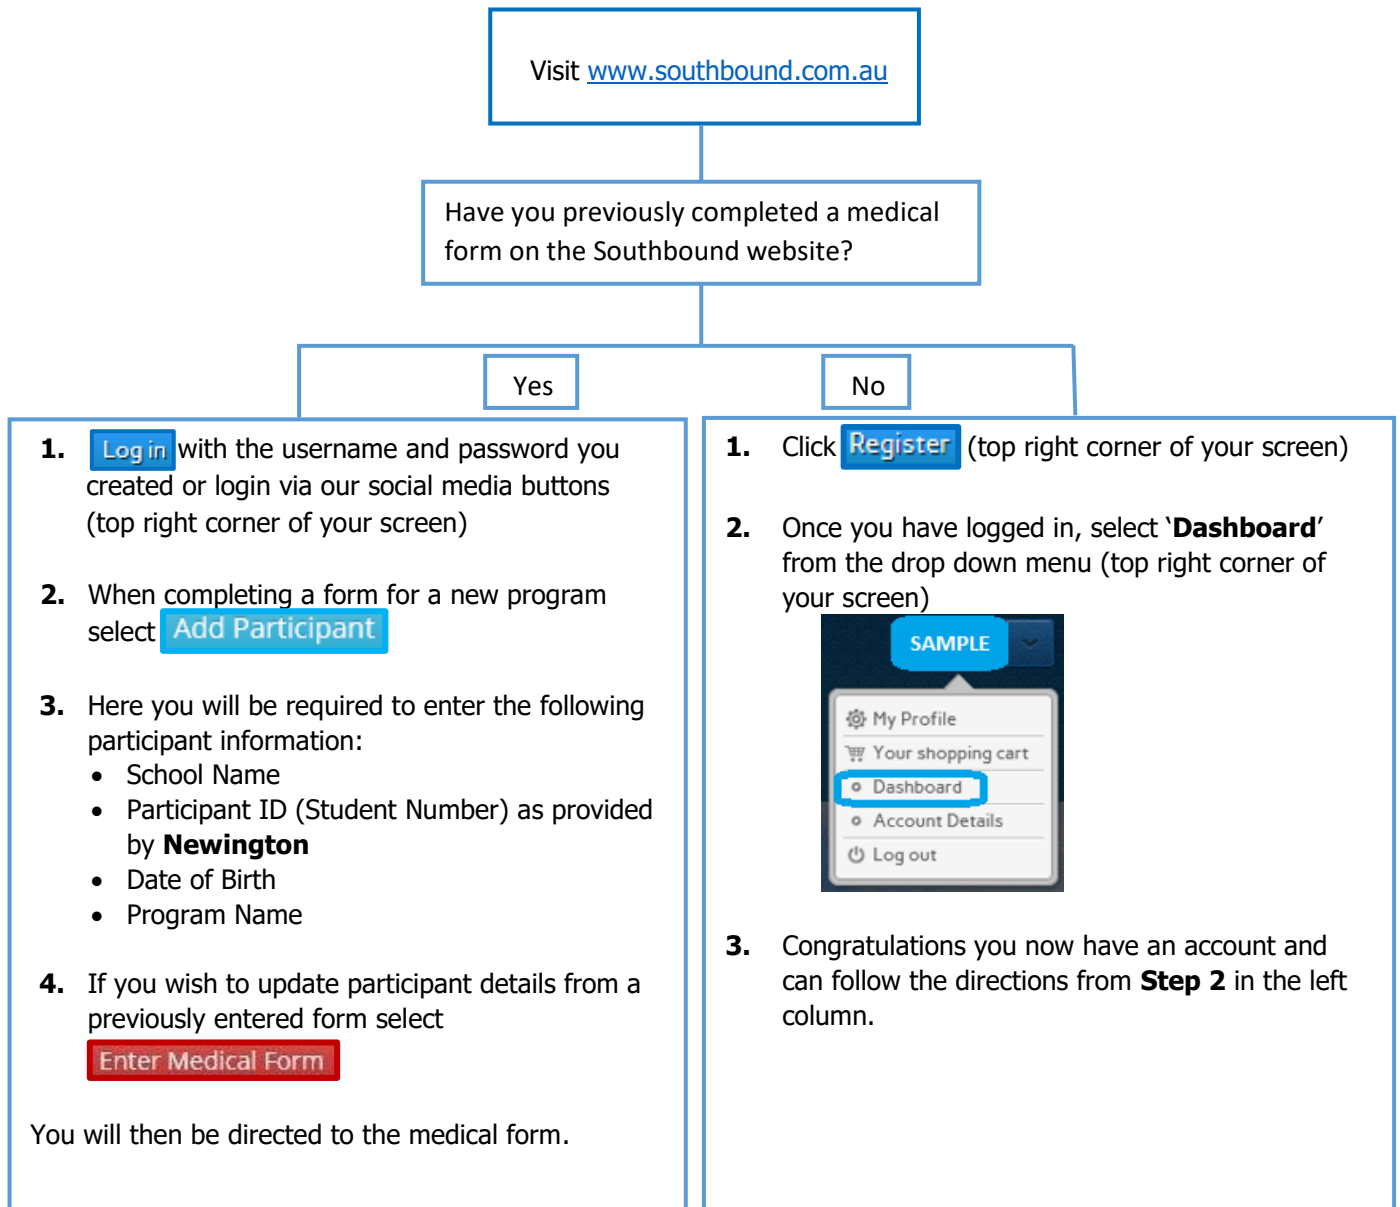 Visit www.southbound.com.au
Have you previously completed a medical
form on the Southbound website?
Yes
No
1. Log in with the username and password you
created or login via our social media buttons
(top right corner of your screen)
2. When completing a form for a new program
select Add Participant
3. Here you will be required to enter the following
participant information:
• School Name
• Participant ID (Student Number) as provided
by Newington
• Date of Birth
• Program Name
4. If you wish to update participant details from a
previously entered form select
Enter Medical Form
You will then be directed to the medical form.
1. Click Register (top right corner of your screen)
2. Once you have logged in, select ‘Dashboard’
from the drop down menu (top right corner of
your screen)
SAMPLE
My Profile
Your shopping cart
Dashboard
Account Details
Log out
3. Congratulations you now have an account and
can follow the directions from Step 2 in the left
column.